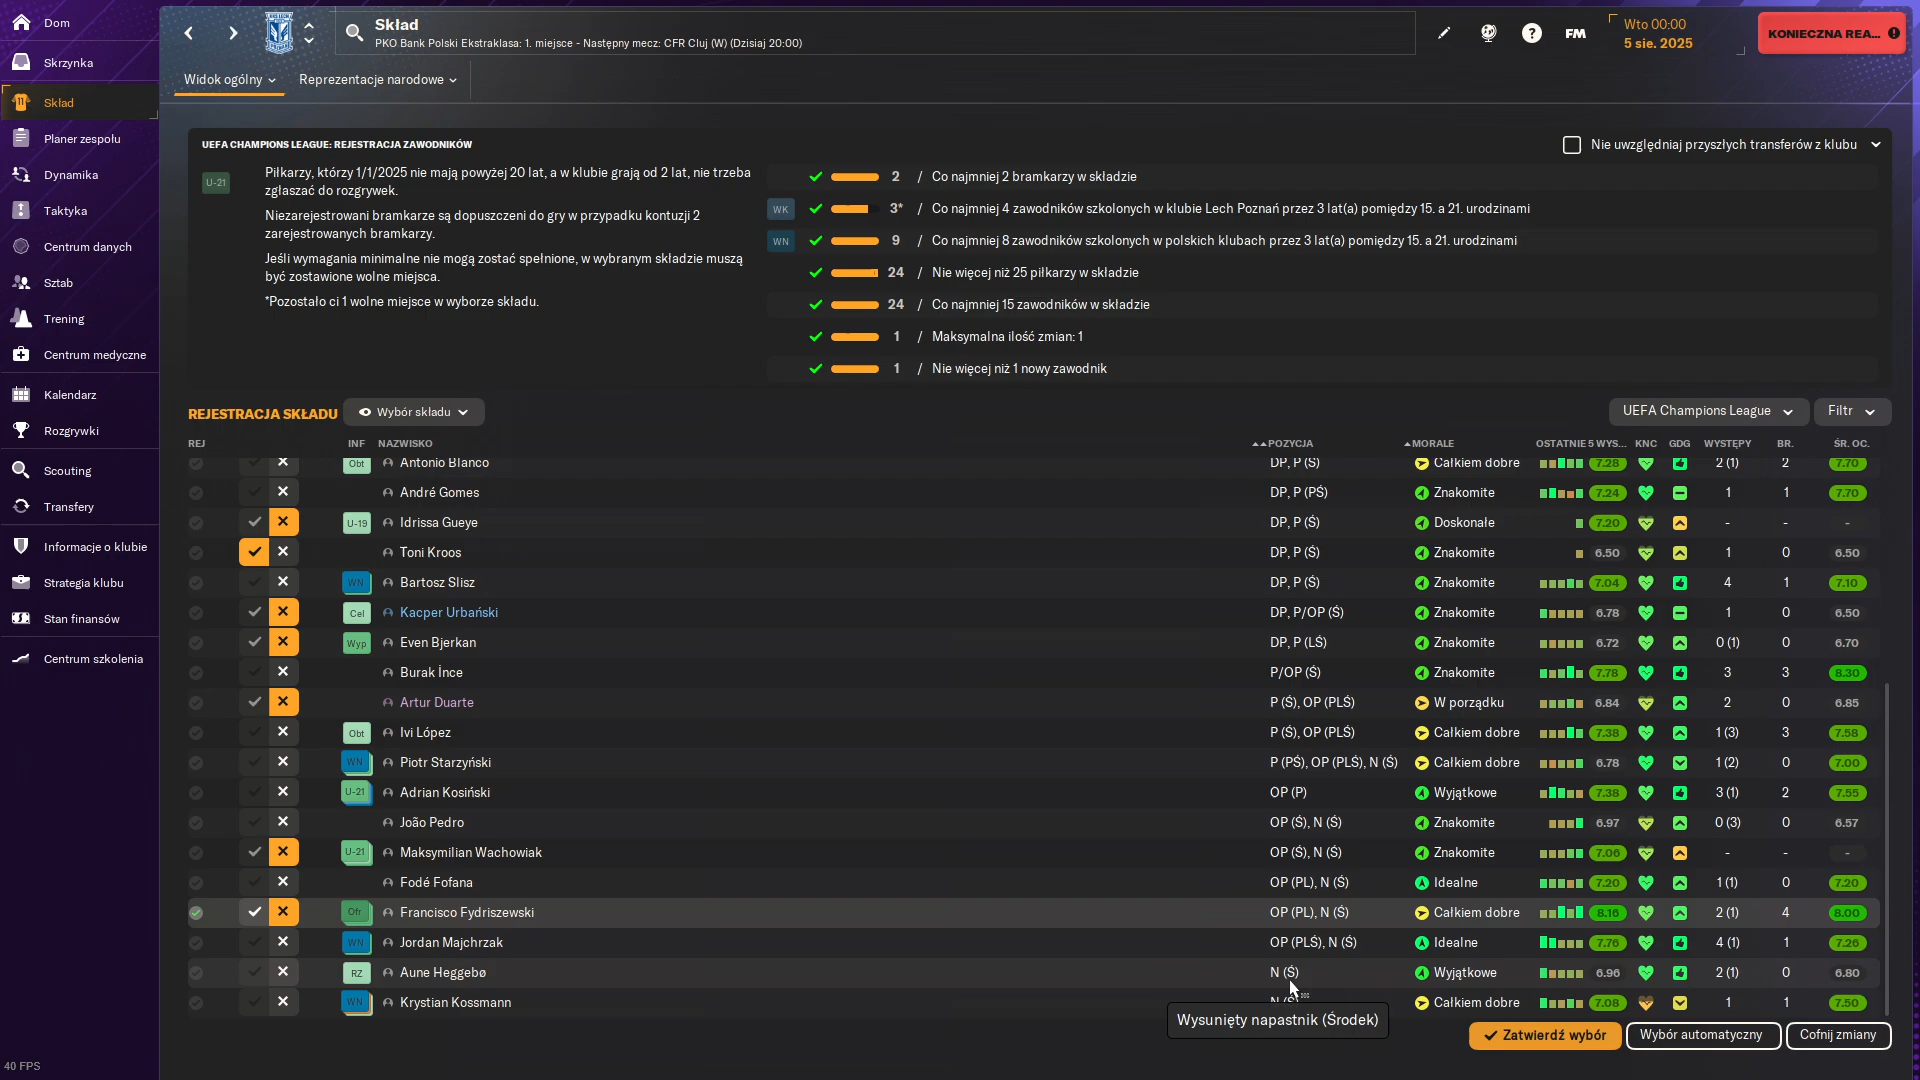 Dom
Skrzynka
Skład
Planer zespołu
Dynamika
Taktyka
Centrum danych
Sztab
Trening
Centrum medyczne
Kalendarz
Rozgrywki
Scouting
Transfery
Informacje o klubie
Strategia klubu
Stan finansów
Centrum szkolenia
40 FPS
Skład
PKO Bank Polski Ekstraklasa: 1. miejsce - Następny mecz: CFR Cluj (W) (Dzisiaj 20:00)
FM
Wto 00:00
5 sie. 2025
KONIECZNA REA...
Widok ogólny
Reprezentacje narodowe
UEFA CHAMPIONS LEAGUE: REJESTRACJA ZAWODNIKÓW
Nie uwzględniaj przyszłych transferów z klubu
U-21
Piłkarzy, którzy 1/1/2025 nie mają powyżej 20 lat, a w klubie grają od 2 lat, nie trzeba
zgłaszać do rozgrywek.
Niezarejestrowani bramkarze są dopuszczeni do gry w przypadku kontuzji 2
zarejestrowanych bramkarzy.
Jeśli wymagania minimalne nie mogą zostać spełnione, w wybranym składzie muszą
być zostawione wolne miejsca.
*Pozostało ci 1 wolne miejsce w wyborze składu.
2 / Co najmniej 2 bramkarzy w składzie
WK 3* / Co najmniej 4 zawodników szkolonych w klubie Lech Poznań przez 3 lat(a) pomiędzy 15. a 21. urodzinami
WN 9 / Co najmniej 8 zawodników szkolonych w polskich klubach przez 3 lat(a) pomiędzy 15. a 21. urodzinami
24 / Nie więcej niż 25 piłkarzy w składzie
24 / Co najmniej 15 zawodników w składzie
1 / Maksymalna ilość zmian: 1
1 / Nie więcej niż 1 nowy zawodnik
REJESTRACJA SKŁADU
Wybór składu
UEFA Champions League
Filtr
REJ INF NAZWISKO POZYCJA MORALE OSTATNIE 5 WYS... KNC GDG WYSTĘPY BR. ŚR. OC.
Obt Antonio Blanco DP, P (Ś) Całkiem dobre 7.28 2 (1) 2 7.70
André Gomes DP, P (PŚ) Znakomite 7.24 1 1 7.70
U-19 Idrissa Gueye DP, P (Ś) Doskonałe 7.20 - - -
Toni Kroos DP, P (Ś) Znakomite 6.50 1 0 6.50
WN Bartosz Slisz DP, P (Ś) Znakomite 7.04 4 1 7.10
Cel Kacper Urbański DP, P/OP (Ś) Znakomite 6.78 1 0 6.50
Wyp Even Bjerkan DP, P (LŚ) Znakomite 6.72 0 (1) 0 6.70
Burak İnce P/OP (Ś) Znakomite 7.78 3 3 8.30
Artur Duarte P (Ś), OP (PLŚ) W porządku 6.84 2 0 6.85
Obt Ivi López P (Ś), OP (PLŚ) Całkiem dobre 7.38 1 (3) 3 7.58
WN Piotr Starzyński P (PŚ), OP (PLŚ), N (Ś) Całkiem dobre 6.78 1 (2) 0 7.00
U-21 Adrian Kosiński OP (P) Wyjątkowe 7.38 3 (1) 2 7.55
João Pedro OP (Ś), N (Ś) Znakomite 6.97 0 (3) 0 6.57
U-21 Maksymilian Wachowiak OP (Ś), N (Ś) Znakomite 7.06 - - -
Fodé Fofana OP (PL), N (Ś) Idealne 7.20 1 (1) 0 7.20
Ofr Francisco Fydriszewski OP (PL), N (Ś) Całkiem dobre 8.16 2 (1) 4 8.00
WN Jordan Majchrzak OP (PLŚ), N (Ś) Idealne 7.76 4 (1) 1 7.26
RZ Aune Heggebø N (Ś) Wyjątkowe 6.96 2 (1) 0 6.80
WN Krystian Kossmann N (Ś) Całkiem dobre 7.08 1 1 7.50
Wysunięty napastnik (Środek)
Zatwierdź wybór
Wybór automatyczny
Cofnij zmiany